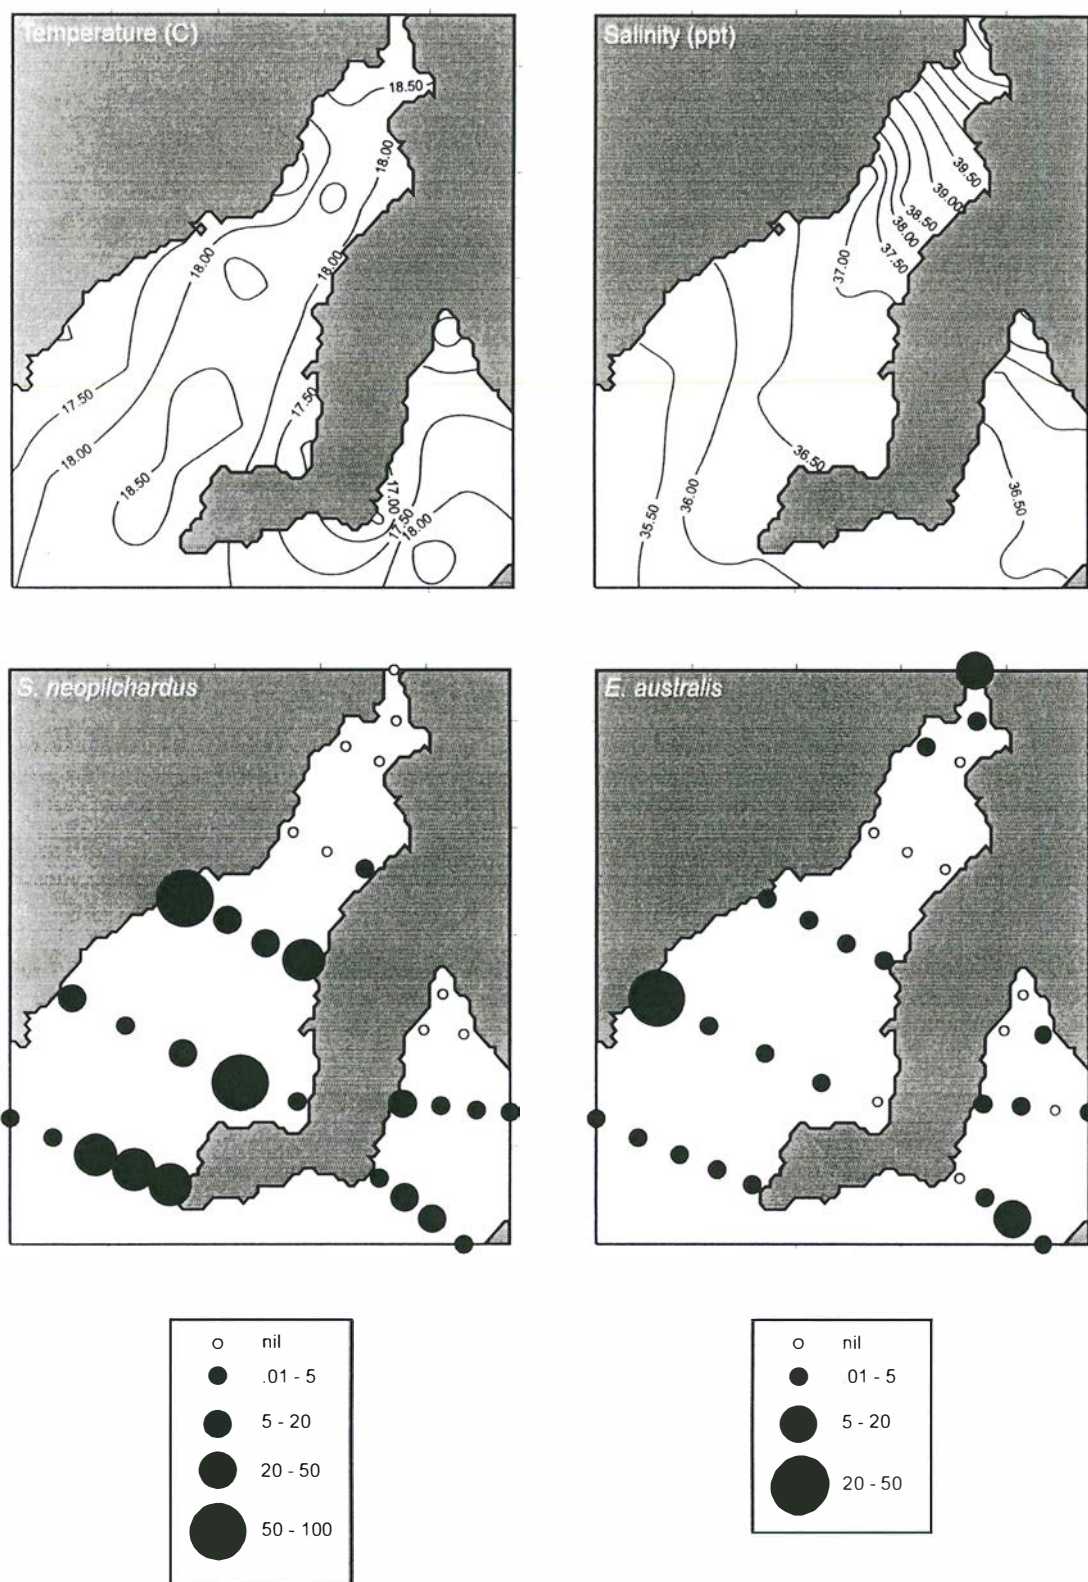 Temperature (C)
18.50
18.00
18.00
18.00
17.50
17.50
18.00
18.50
17.00
17.50
18.00
Salinity (ppt)
39.50
39.00
38.50
38.00
37.50
37.00
36.50
36.00
35.50
36.50
S. neopilchardus
E. australis
nil
.01 - 5
5 - 20
20 - 50
50 - 100
nil
.01 - 5
5 - 20
20 - 50